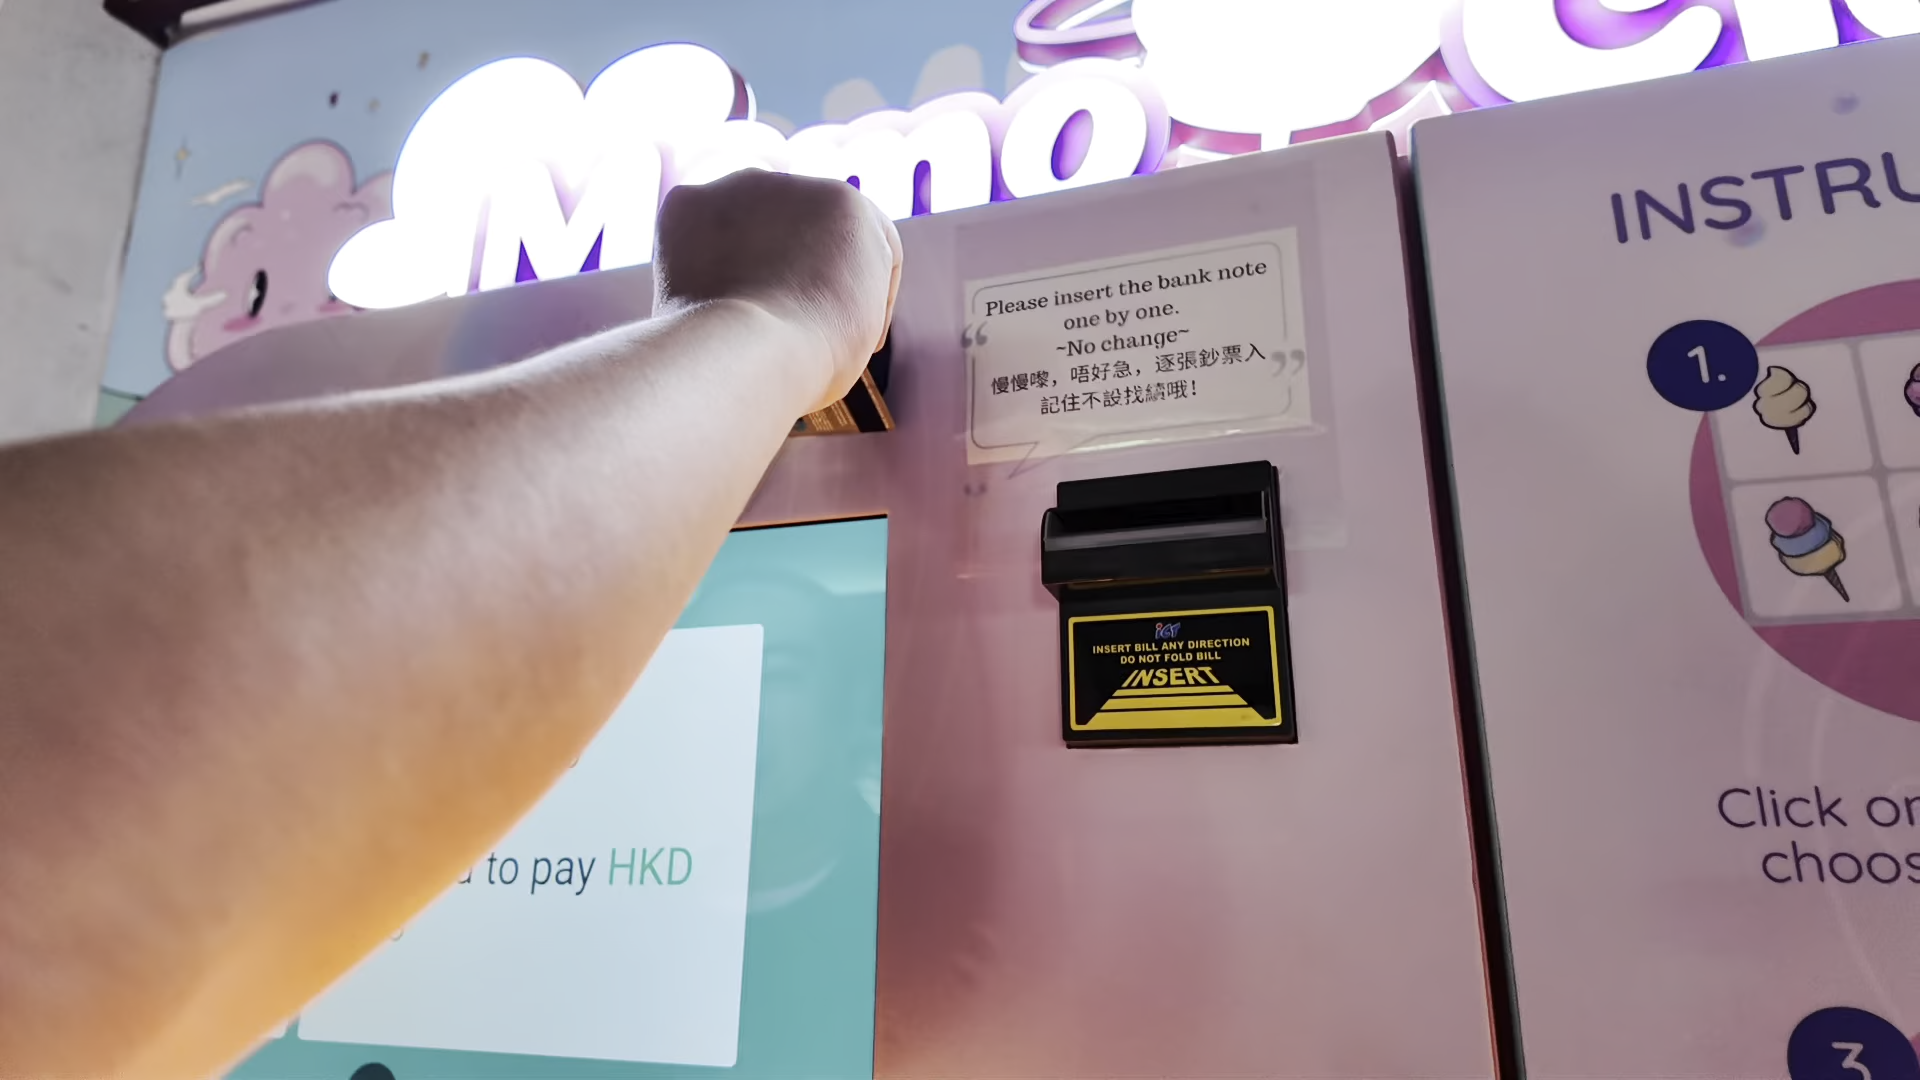 Momo
Please insert the bank note
one by one.
~No change~
慢慢嚟，唔好急，逐張鈔票入
記住不設找續哦！
ICT
INSERT BILL ANY DIRECTION
DO NOT FOLD BILL
INSERT
to pay HKD
INSTRU
1.
Click
choos
3